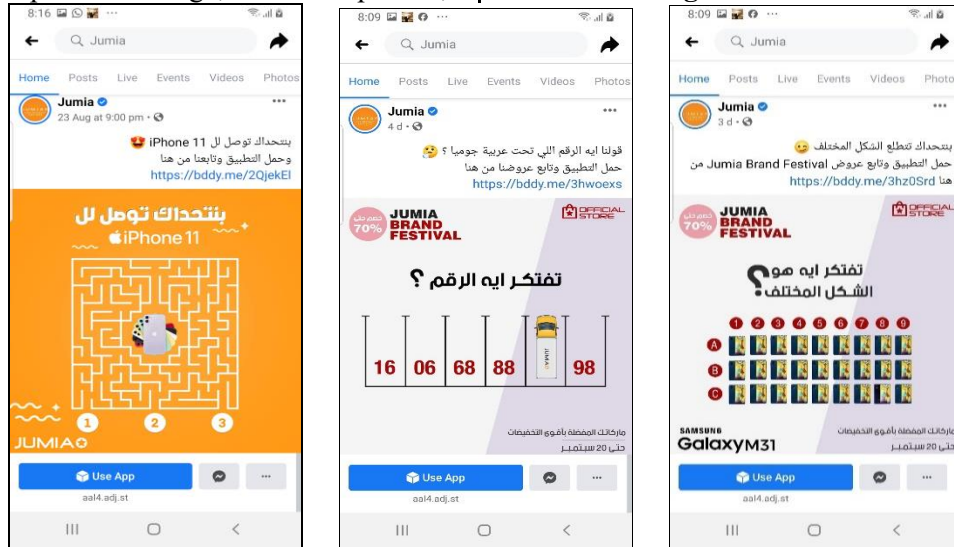 8:16
Jumia
Home Posts Live Events Videos Photos
Jumia
23 Aug at 9:00 pm
بنتحداك توصل لل iPhone 11
وحمل التطبيق وتابعنا من هنا
https://bddy.me/2QjekEl
بنتحداك توصل لل
iPhone 11
1 2 3
JUMIA
Use App
aal4.adj.st
8:09
Jumia
Home Posts Live Events Videos Photos
Jumia
4 d
قولنا ايه الرقم اللي تحت عربية جوميا ؟
حمل التطبيق وتابع عروضنا من هنا
https://bddy.me/3hwoexs
خصم حتى
70%
JUMIA
BRAND
FESTIVAL
OFFICIAL
STORE
تفتكر ايه الرقم ؟
16 06 68 88 98
ماركاتك المفضلة بأقوى التخفيضات
حتى 20 سبتمبر
Use App
aal4.adj.st
8:09
Jumia
Home Posts Live Events Videos Photo
Jumia
3 d
بنتحداك تتطلع الشكل المختلف
حمل التطبيق وتابع عروض Jumia Brand Festival من
هنا https://bddy.me/3hz0Srd
خصم حتى
70%
JUMIA
BRAND
FESTIVAL
OFFICIAL
STORE
تفتكر ايه هو
الشكل المختلف؟
1 2 3 4 5 6 7 8 9
A
B
C
SAMSUNG
GalaxyM31
ماركاتك المفضلة بأقوى التخفيضات
حتى 20 سبتمبر
Use App
aal4.adj.st